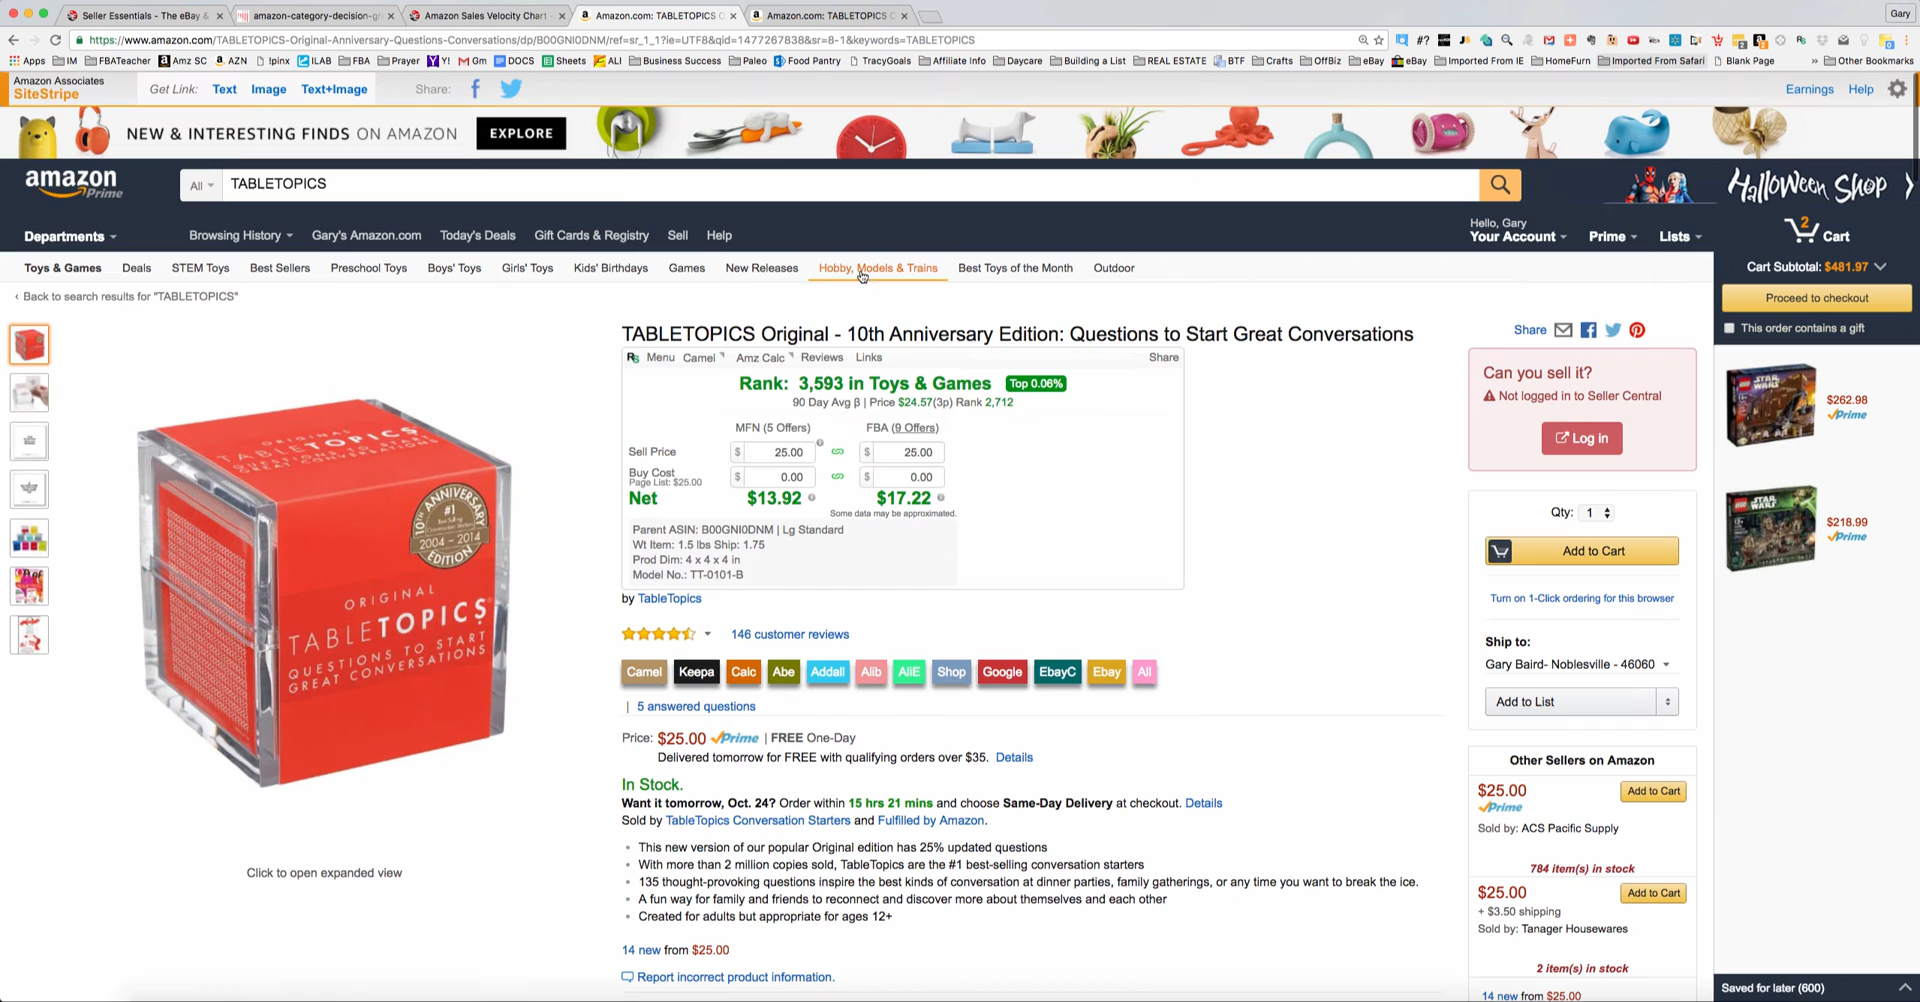 Seller Essentials - The eBay &
amazon-category-decision-gr
Amazon Sales Velocity Chart
Amazon.com: TABLETOPICS O
Amazon.com: TABLETOPICS C
Gary
https://www.amazon.com/TABLETOPICS-Original-Anniversary-Questions-Conversations/dp/B00GNI0DNM/ref=sr_1_1?ie=UTF8&qid=1477267838&sr=8-1&keywords=TABLETOPICS
Apps IM FBATeacher Amz SC AZN !pinx ILAB FBA Prayer Y! Gm DOCS Sheets ALi Business Success Paleo Food Pantry TracyGoals Affiliate Info Daycare Building a List REAL ESTATE BTF Crafts OffBiz eBay eBay Imported From IE HomeFurn Imported From Safari Blank Page » Other Bookmarks
Amazon Associates
SiteStripe
Get Link: Text Image Text+Image Share:
Earnings Help
NEW & INTERESTING FINDS ON AMAZON EXPLORE
amazon
Prime
All
TABLETOPICS
Halloween Shop
Departments
Browsing History Gary's Amazon.com Today's Deals Gift Cards & Registry Sell Help
Hello, Gary
Your Account Prime Lists
2
Cart
Toys & Games Deals STEM Toys Best Sellers Preschool Toys Boys' Toys Girls' Toys Kids' Birthdays Games New Releases Hobby, Models & Trains Best Toys of the Month Outdoor
Cart Subtotal: $481.97
Proceed to checkout
This order contains a gift
‹ Back to search results for "TABLETOPICS"
TABLETOPICS Original - 10th Anniversary Edition: Questions to Start Great Conversations
RS Menu Camel Amz Calc Reviews Links Share
Rank: 3,593 in Toys & Games Top 0.06%
90 Day Avg β | Price $24.57(3p) Rank 2,712
MFN (5 Offers) FBA (9 Offers)
Sell Price $ 25.00 $ 25.00
Buy Cost $ 0.00 $ 0.00
Page List: $25.00
Net $13.92 $17.22
Some data may be approximated.
Parent ASIN: B00GNI0DNM | Lg Standard
Wt Item: 1.5 lbs Ship: 1.75
Prod Dim: 4 x 4 x 4 in
Model No.: TT-0101-B
by TableTopics
146 customer reviews
Camel Keepa Calc Abe Addall Alib AliE Shop Google EbayC Ebay All
| 5 answered questions
Price: $25.00 Prime | FREE One-Day
Delivered tomorrow for FREE with qualifying orders over $35. Details
In Stock.
Want it tomorrow, Oct. 24? Order within 15 hrs 21 mins and choose Same-Day Delivery at checkout. Details
Sold by TableTopics Conversation Starters and Fulfilled by Amazon.
This new version of our popular Original edition has 25% updated questions
With more than 2 million copies sold, TableTopics are the #1 best-selling conversation starters
135 thought-provoking questions inspire the best kinds of conversation at dinner parties, family gatherings, or any time you want to break the ice.
A fun way for family and friends to reconnect and discover more about themselves and each other
Created for adults but appropriate for ages 12+
14 new from $25.00
Report incorrect product information.
ORIGINAL
TABLETOPICS
QUESTIONS TO START
GREAT CONVERSATIONS
10TH ANNIVERSARY
#1
Best Selling
Conversation Starters
2004 - 2014
EDITION
ORIGINAL
TABLETOPICS
QUESTIONS TO START
GREAT CONVERSATIONS
Click to open expanded view
Share
Can you sell it?
Not logged in to Seller Central
Log in
Qty: 1
Add to Cart
Turn on 1-Click ordering for this browser
Ship to:
Gary Baird- Noblesville - 46060
Add to List
Other Sellers on Amazon
$25.00 Add to Cart
Prime
Sold by: ACS Pacific Supply
784 item(s) in stock
$25.00 Add to Cart
+ $3.50 shipping
Sold by: Tanager Housewares
2 item(s) in stock
14 new from $25.00
$262.98
Prime
$218.99
Prime
Saved for later (600)